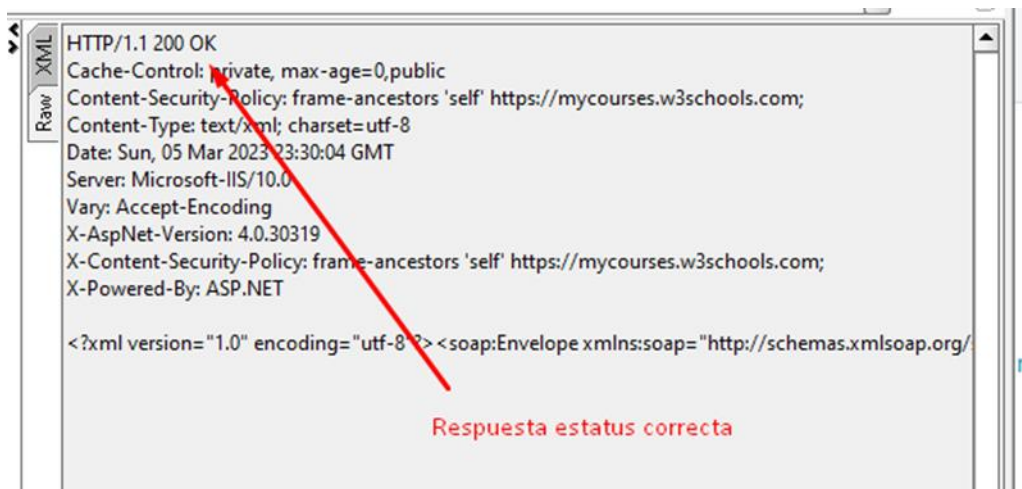 XML
Raw
HTTP/1.1 200 OK
Cache-Control: private, max-age=0,public
Content-Security-Policy: frame-ancestors 'self' https://mycourses.w3schools.com;
Content-Type: text/xml; charset=utf-8
Date: Sun, 05 Mar 2023 23:30:04 GMT
Server: Microsoft-IIS/10.0
Vary: Accept-Encoding
X-AspNet-Version: 4.0.30319
X-Content-Security-Policy: frame-ancestors 'self' https://mycourses.w3schools.com;
X-Powered-By: ASP.NET
<?xml version="1.0" encoding="utf-8"?><soap:Envelope xmlns:soap="http://schemas.xmlsoap.org/
Respuesta estatus correcta